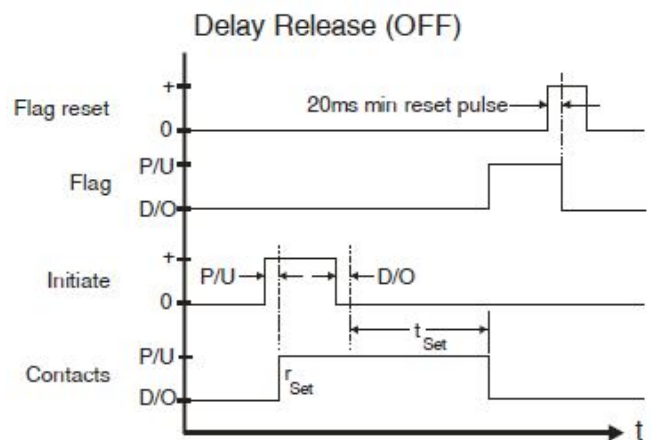 Delay Release (OFF)
+
Flag reset
20ms min reset pulse
0
P/U
Flag
D/O
+
Initiate
P/U
D/O
0
t Set
P/U
Contacts
r Set
D/O
t